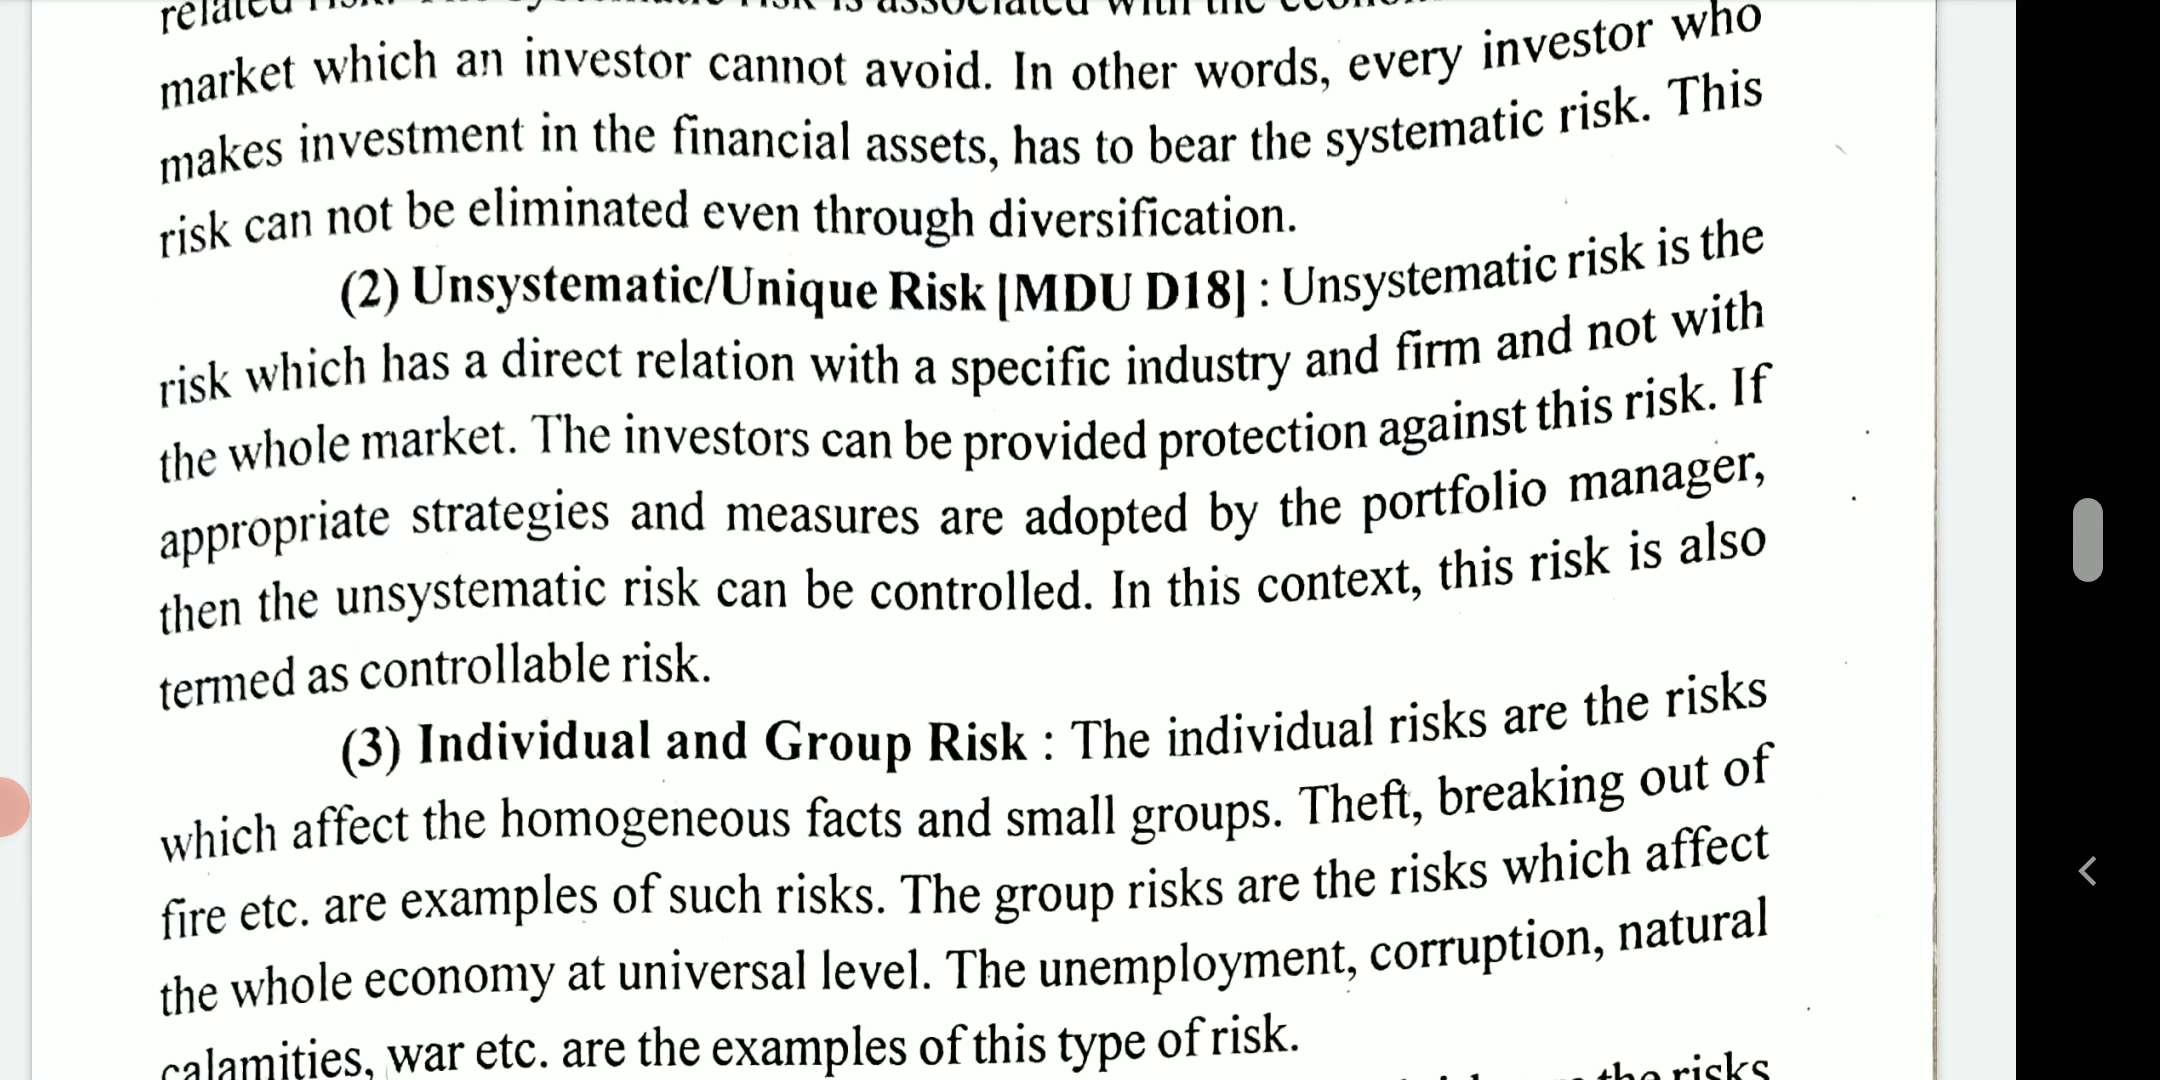 market which an investor cannot avoid. In other words, every investor who
makes investment in the financial assets, has to bear the systematic risk. This
risk can not be eliminated even through diversification.
(2) Unsystematic/Unique Risk [MDU D18] : Unsystematic risk is the
risk which has a direct relation with a specific industry and firm and not with
the whole market. The investors can be provided protection against this risk. If
appropriate strategies and measures are adopted by the portfolio manager,
then the unsystematic risk can be controlled. In this context, this risk is also
termed as controllable risk.
(3) Individual and Group Risk : The individual risks are the risks
which affect the homogeneous facts and small groups. Theft, breaking out of
fire etc. are examples of such risks. The group risks are the risks which affect
the whole economy at universal level. The unemployment, corruption, natural
calamities, war etc. are the examples of this type of risk.
the risks